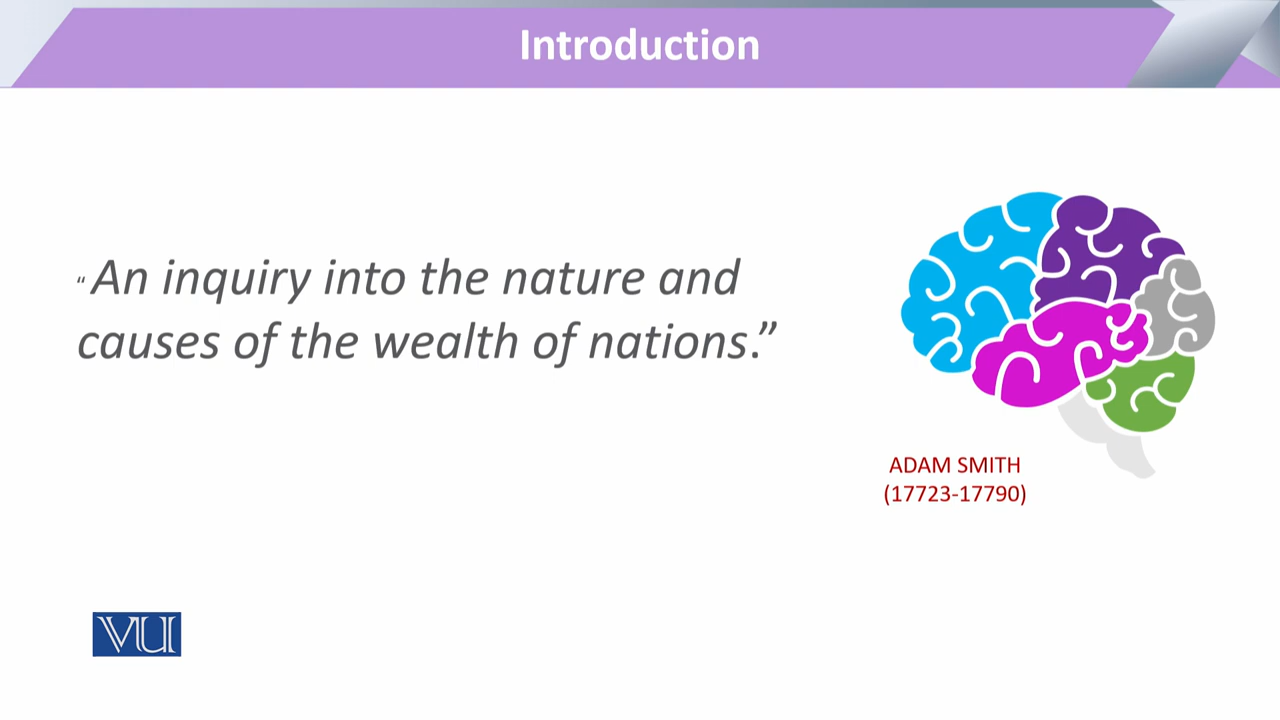 Introduction
“An inquiry into the nature and
causes of the wealth of nations.”
ADAM SMITH
(17723-17790)
VU